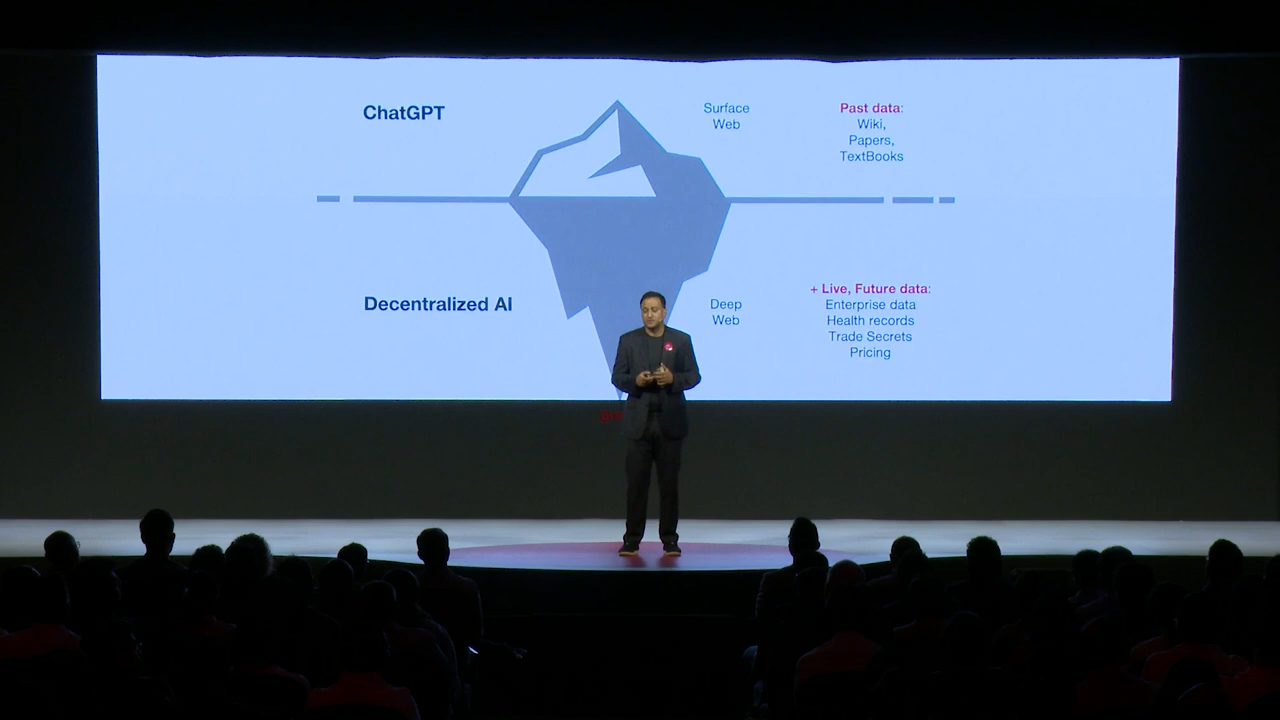 ChatGPT
Surface
Web
Past data:
Wiki,
Papers,
TextBooks
Decentralized AI
Deep
Web
+ Live, Future data:
Enterprise data
Health records
Trade Secrets
Pricing